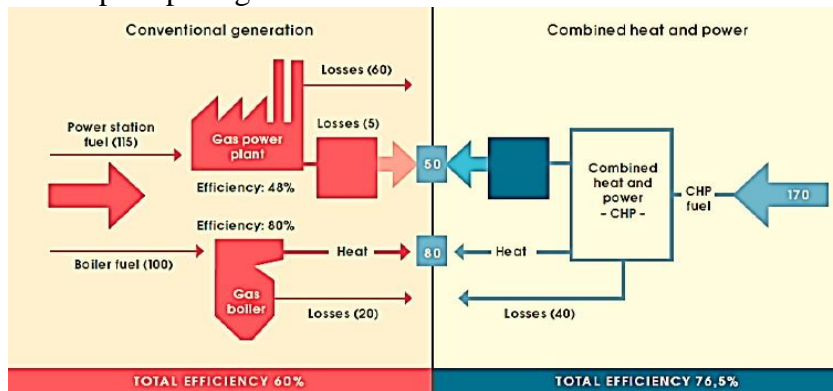 Conventional generation
Losses (60)
Power station
fuel (115)
Gas power
plant
Losses (5)
Efficiency: 48%
Efficiency: 80%
Boiler fuel (100)
Gas
boiler
Heat
Losses (20)
50
80
TOTAL EFFICIENCY 60%
Combined heat and power
Combined
heat and
power
- CHP -
CHP
fuel
170
Heat
Losses (40)
TOTAL EFFICIENCY 76,5%